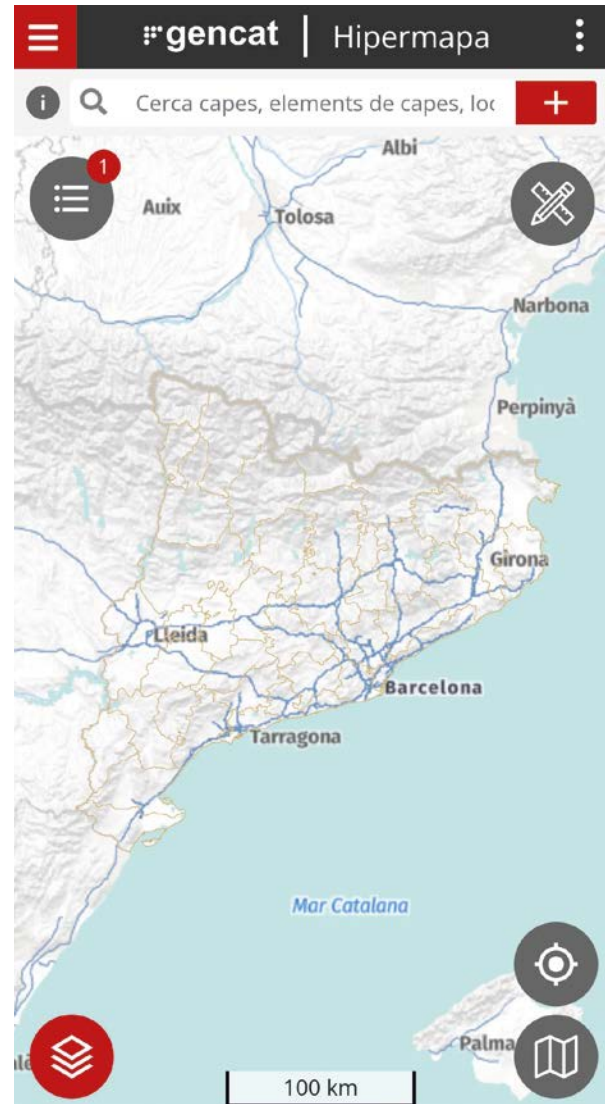 gencat | Hipermapa
i Cerca capes, elements de capes, loc +
1
Albi
Auix
Tolosa
Narbona
Perpinyà
Girona
Lleida
Barcelona
Tarragona
Mar Catalana
Palma
100 km